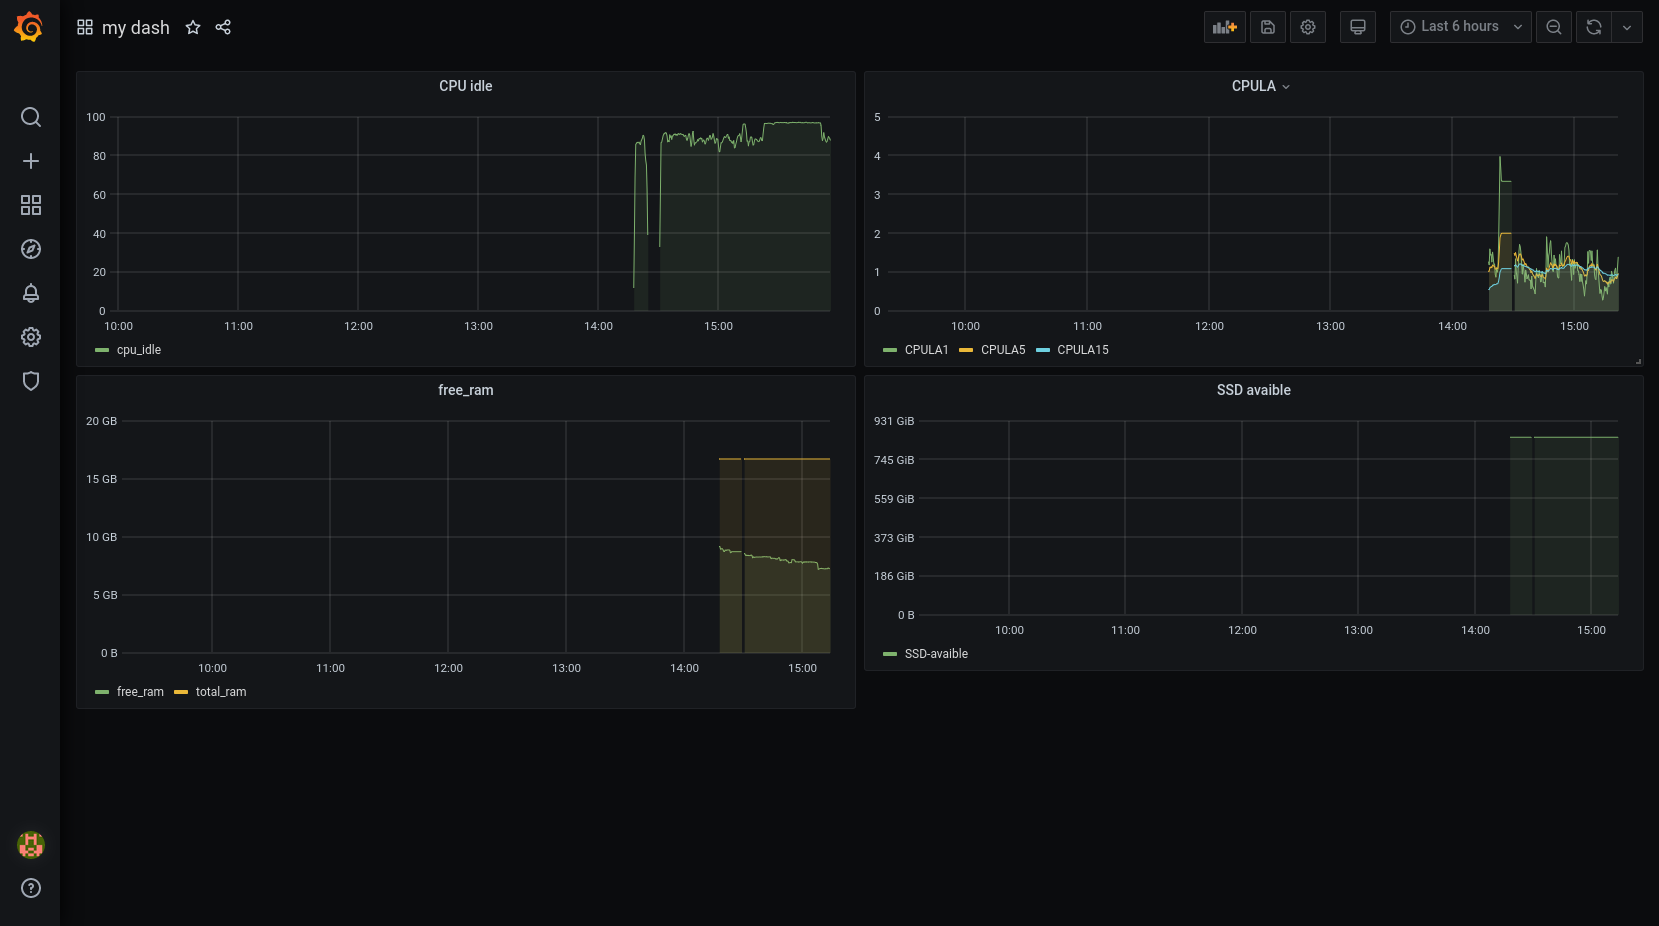 my dash
Last 6 hours
CPU idle
100
80
60
40
20
0
10:00 11:00 12:00 13:00 14:00 15:00
cpu_idle
CPULA
5
4
3
2
1
0
10:00 11:00 12:00 13:00 14:00 15:00
CPULA1 CPULA5 CPULA15
free_ram
20 GB
15 GB
10 GB
5 GB
0 B
10:00 11:00 12:00 13:00 14:00 15:00
free_ram total_ram
SSD avaible
931 GiB
745 GiB
559 GiB
373 GiB
186 GiB
0 B
10:00 11:00 12:00 13:00 14:00 15:00
SSD-avaible